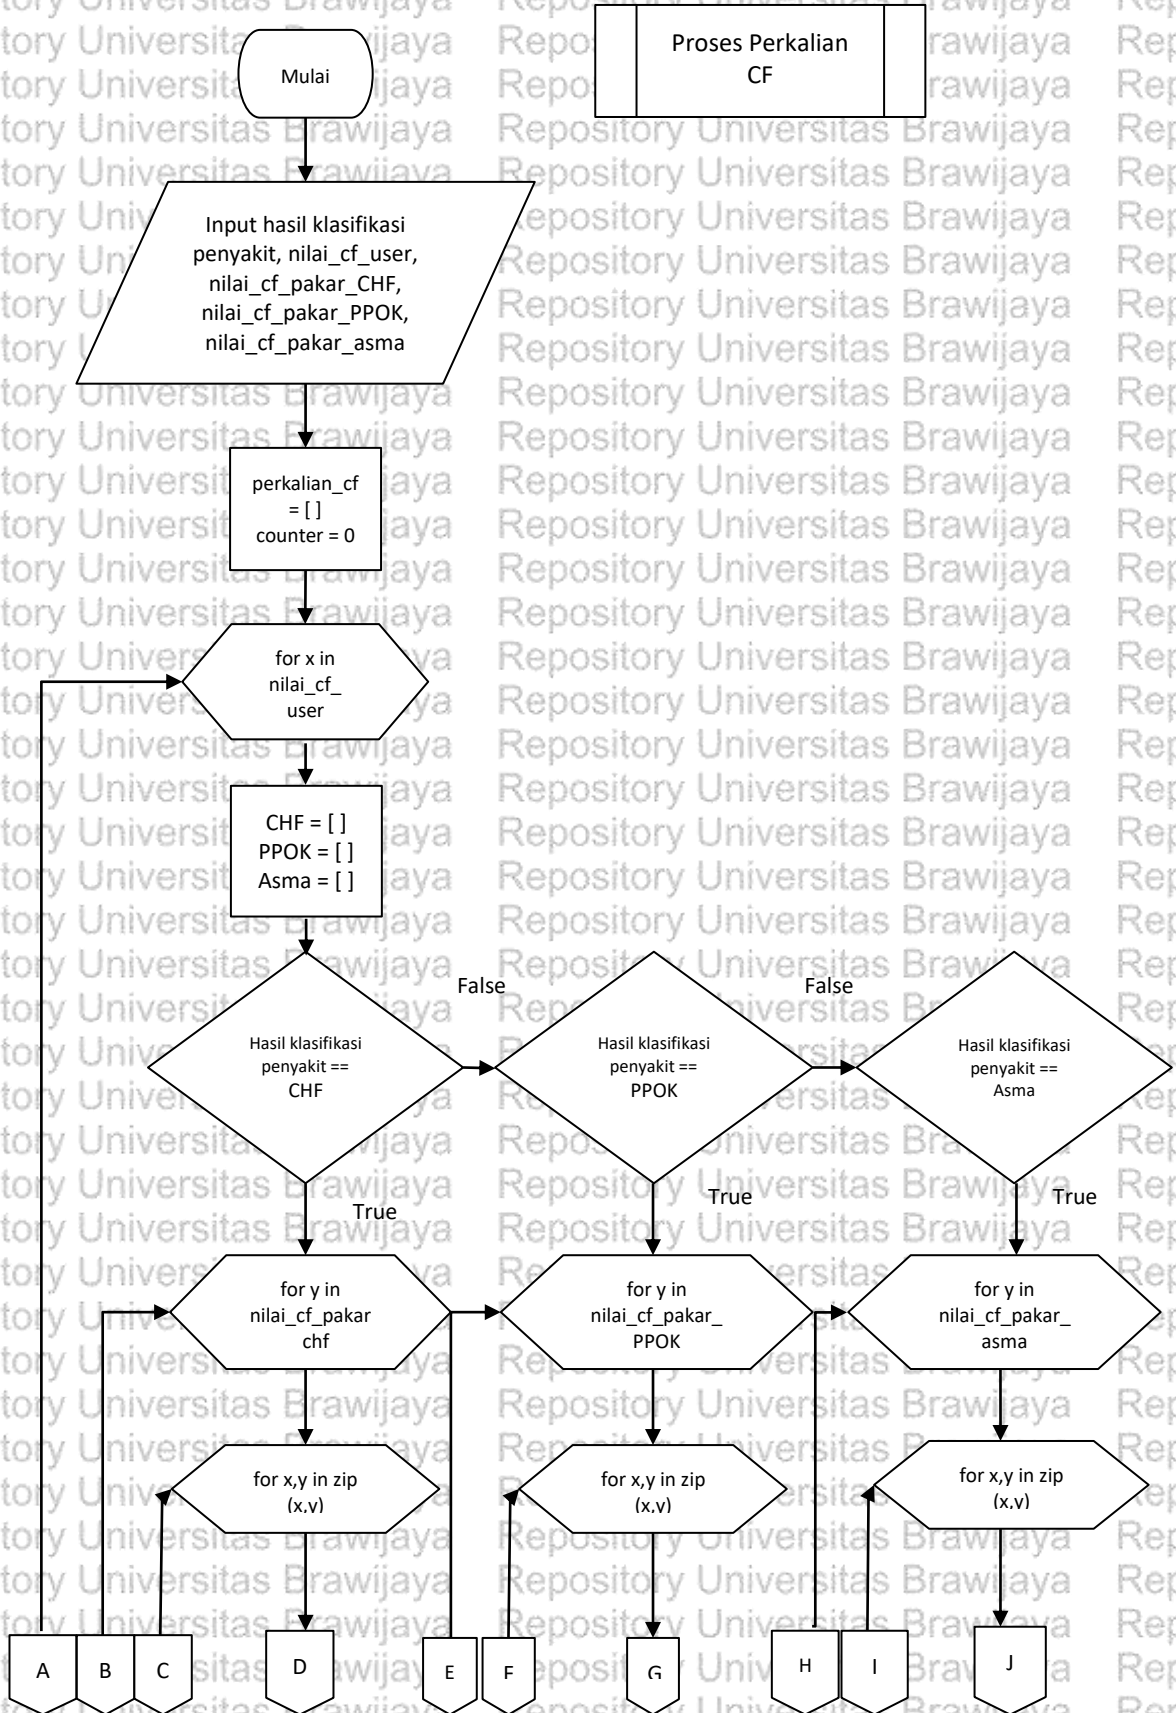 Proses Perkalian
CF
Mulai
Input hasil klasifikasi
penyakit, nilai_cf_user,
nilai_cf_pakar_CHF,
nilai_cf_pakar_PPOK,
nilai_cf_pakar_asma
perkalian_cf
= [ ]
counter = 0
for x in
nilai_cf_
user
CHF = [ ]
PPOK = [ ]
Asma = [ ]
Hasil klasifikasi
penyakit ==
CHF
False
Hasil klasifikasi
penyakit ==
PPOK
False
Hasil klasifikasi
penyakit ==
Asma
True
True
True
for y in
nilai_cf_pakar
chf
for y in
nilai_cf_pakar_
PPOK
for y in
nilai_cf_pakar_
asma
for x,y in zip
(x,y)
for x,y in zip
(x,y)
for x,y in zip
(x,y)
A
B
C
D
E
F
G
H
I
J
Repository Universitas Brawijaya